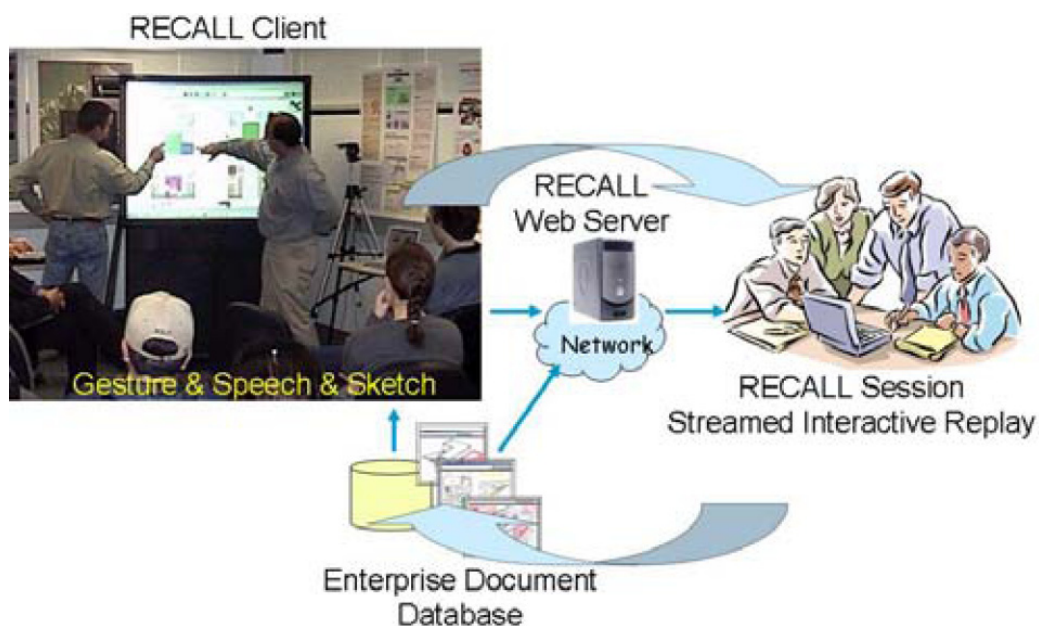 RECALL Client
RECALL
Web Server
Network
Gesture & Speech & Sketch
RECALL Session
Streamed Interactive Replay
Enterprise Document
Database